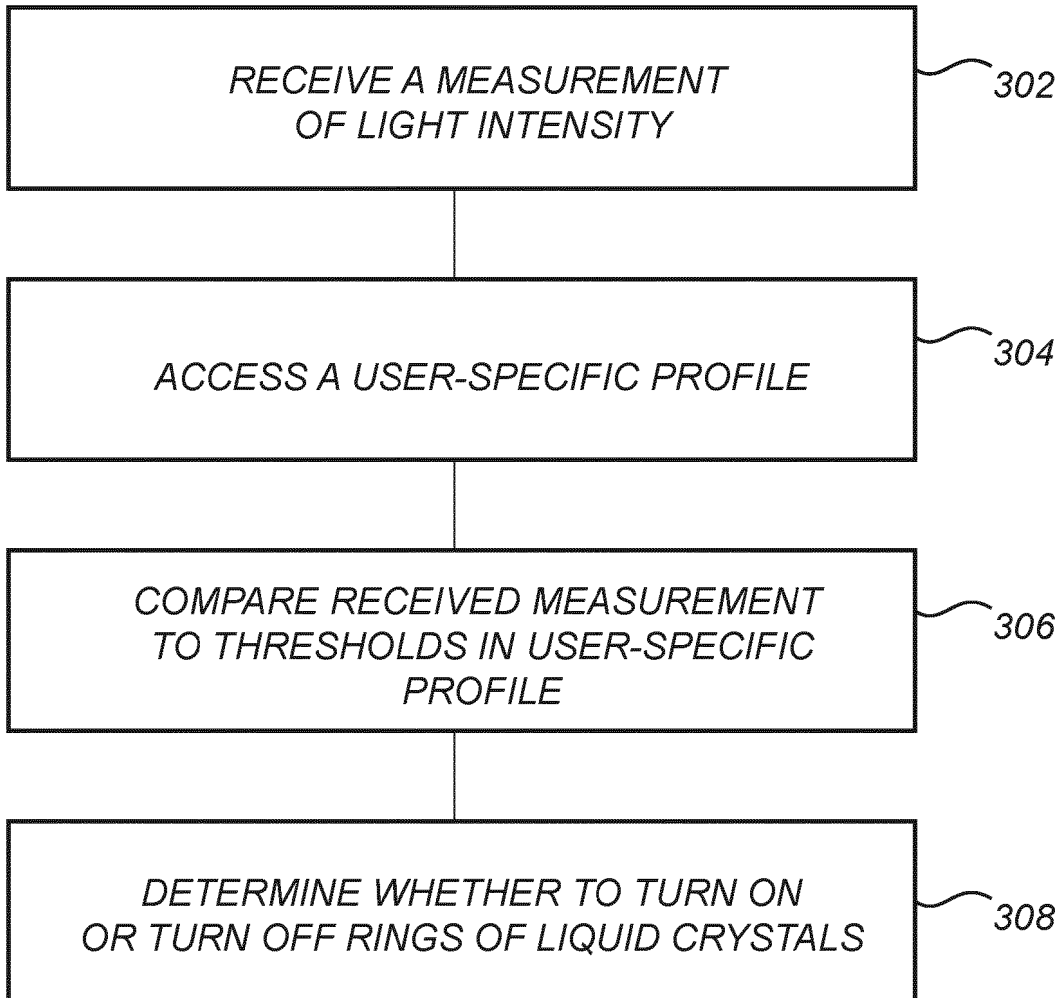 RECEIVE A MEASUREMENT
OF LIGHT INTENSITY
302
ACCESS A USER-SPECIFIC PROFILE
304
COMPARE RECEIVED MEASUREMENT
TO THRESHOLDS IN USER-SPECIFIC
PROFILE
306
DETERMINE WHETHER TO TURN ON
OR TURN OFF RINGS OF LIQUID CRYSTALS
308